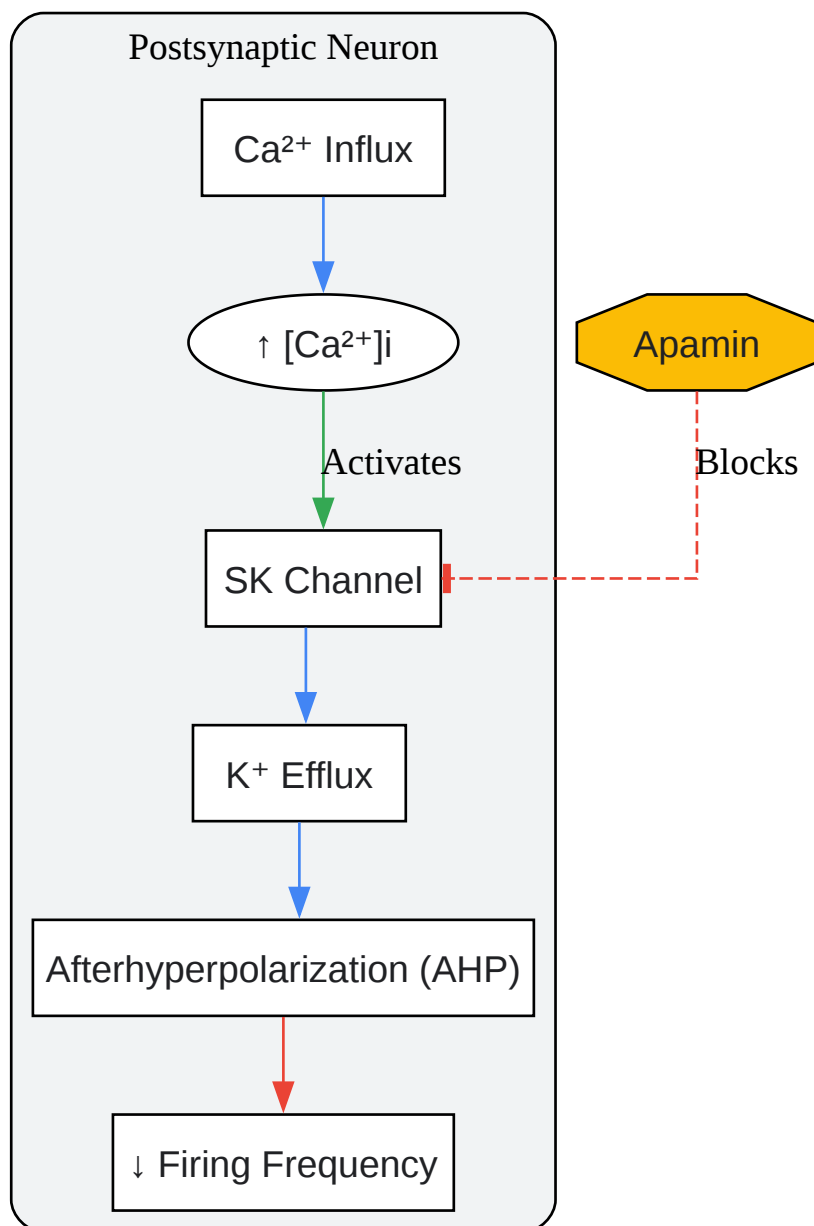 Postsynaptic Neuron
Ca²⁺ Influx
↑ [Ca²⁺]i
Apamin
Activates
Blocks
SK Channel
K⁺ Efflux
Afterhyperpolarization (AHP)
↓ Firing Frequency